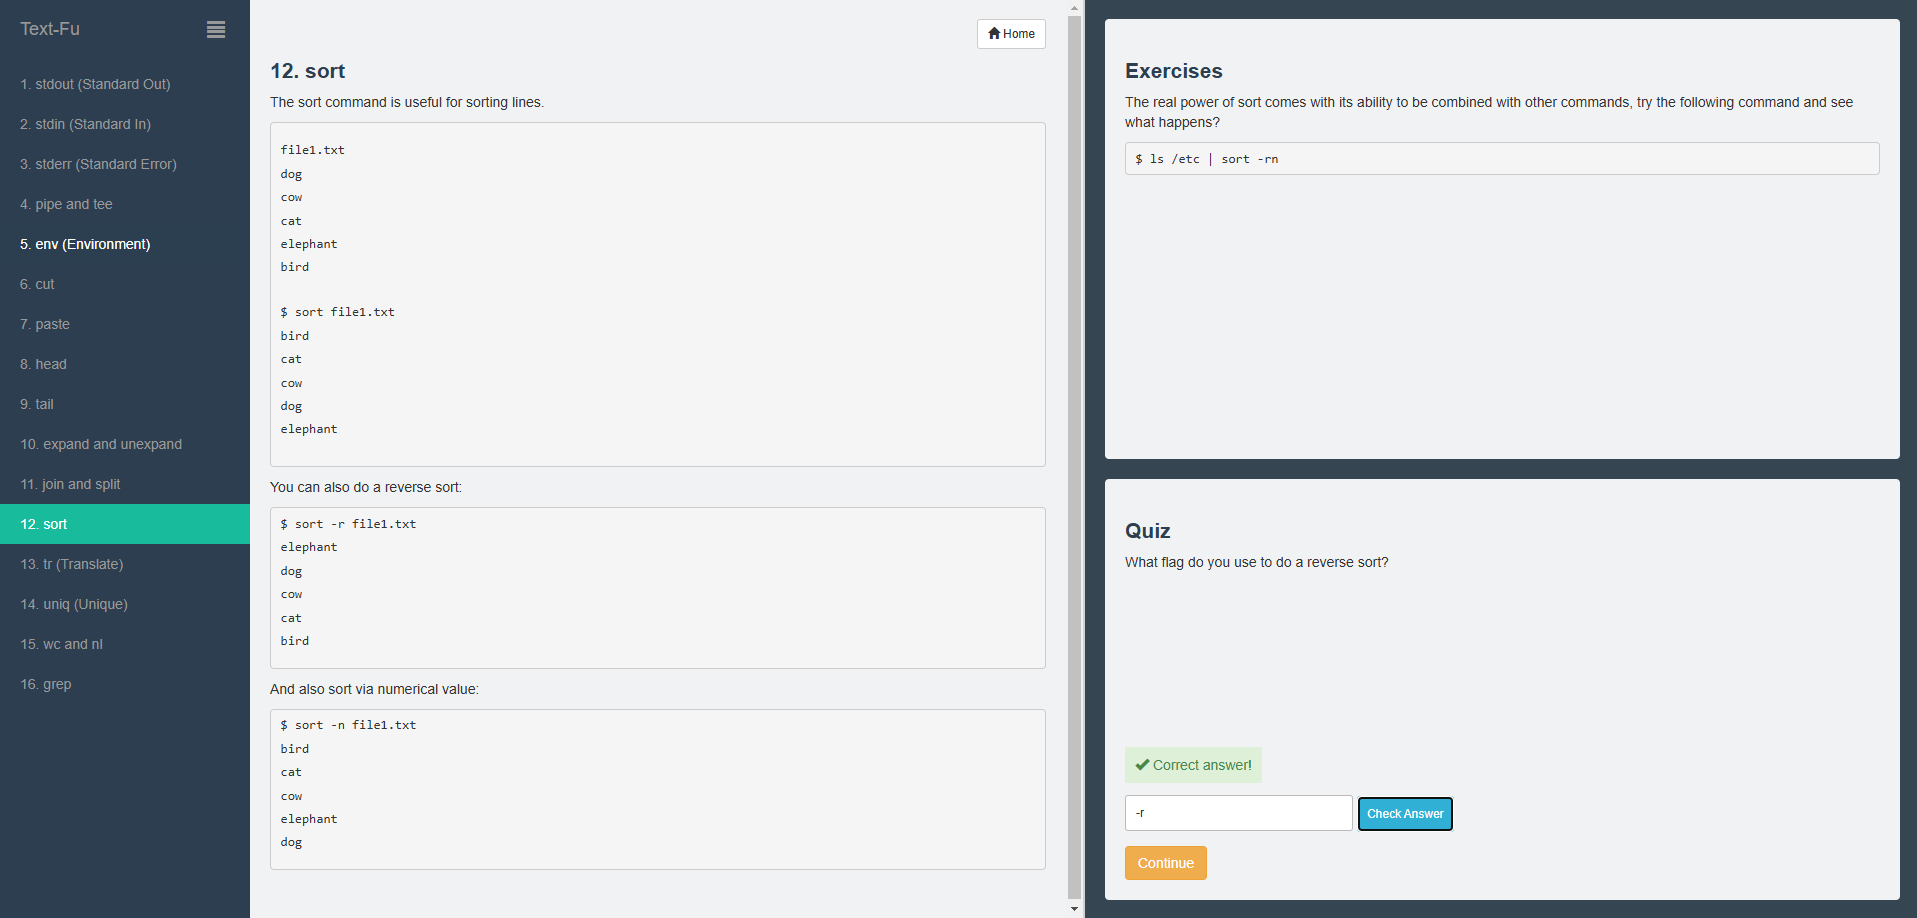 Text-Fu
1. stdout (Standard Out)
2. stdin (Standard In)
3. stderr (Standard Error)
4. pipe and tee
5. env (Environment)
6. cut
7. paste
8. head
9. tail
10. expand and unexpand
11. join and split
12. sort
13. tr (Translate)
14. uniq (Unique)
15. wc and nl
16. grep
Home
12. sort
The sort command is useful for sorting lines.
file1.txt
dog
cow
cat
elephant
bird
$ sort file1.txt
bird
cat
cow
dog
elephant
You can also do a reverse sort:
$ sort -r file1.txt
elephant
dog
cow
cat
bird
And also sort via numerical value:
$ sort -n file1.txt
bird
cat
cow
elephant
dog
Exercises
The real power of sort comes with its ability to be combined with other commands, try the following command and see
what happens?
$ ls /etc | sort -rn
Quiz
What flag do you use to do a reverse sort?
Correct answer!
-r
Check Answer
Continue